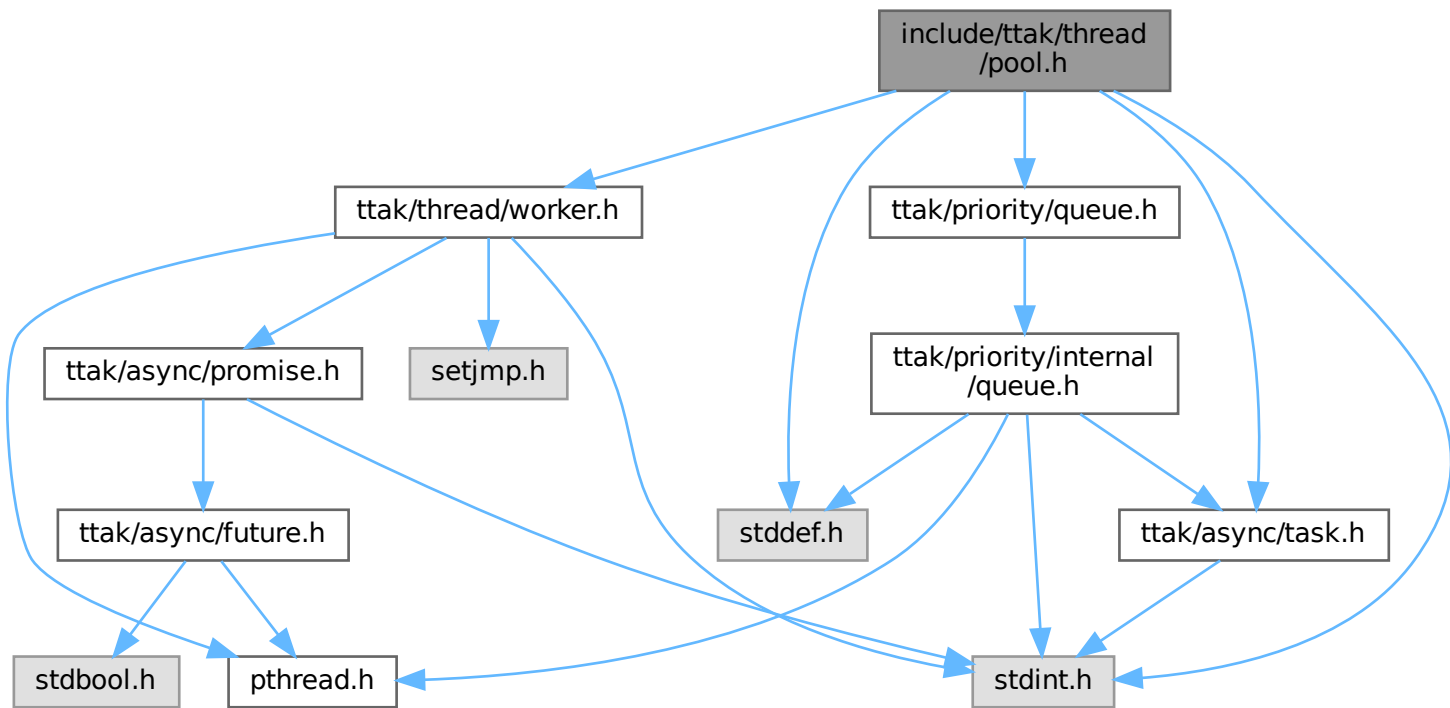 include/ttak/thread
/pool.h
ttak/thread/worker.h
ttak/priority/queue.h
ttak/async/promise.h
setjmp.h
ttak/priority/internal
/queue.h
ttak/async/future.h
stddef.h
ttak/async/task.h
stdbool.h
pthread.h
stdint.h